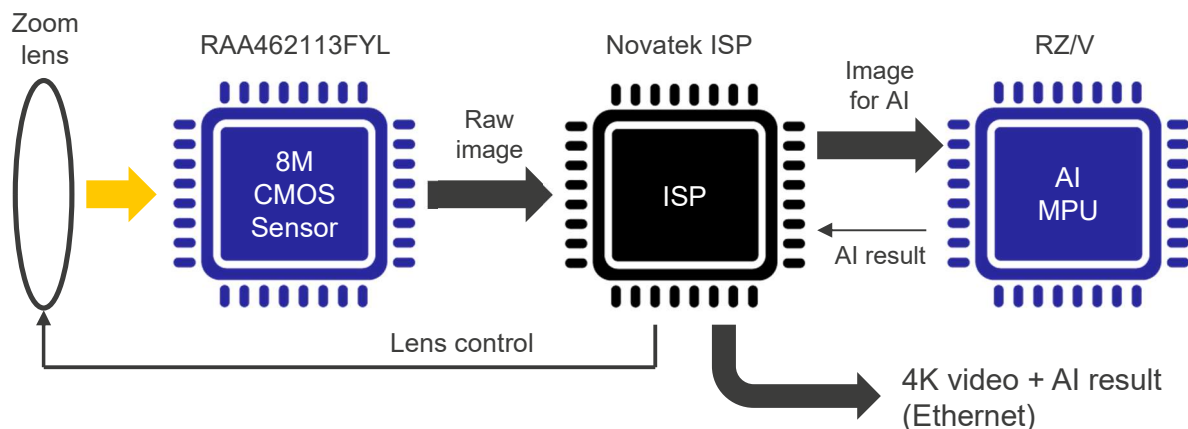 Zoom
lens
RAA462113FYL
8M
CMOS
Sensor
Raw
image
Novatek ISP
ISP
Image
for AI
AI result
RZ/V
AI
MPU
Lens control
4K video + AI result
(Ethernet)